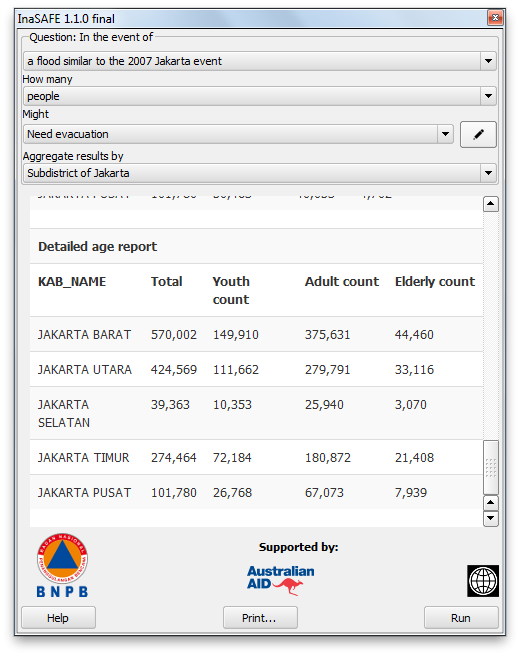 InaSAFE 1.1.0 final
Question: In the event of
a flood similar to the 2007 Jakarta event
How many
people
Might
Need evacuation
Aggregate results by
Subdistrict of Jakarta
Detailed age report
KAB_NAME Total Youth count Adult count Elderly count
JAKARTA BARAT 570,002 149,910 375,631 44,460
JAKARTA UTARA 424,569 111,662 279,791 33,116
JAKARTA SELATAN 39,363 10,353 25,940 3,070
JAKARTA TIMUR 274,464 72,184 180,872 21,408
JAKARTA PUSAT 101,780 26,768 67,073 7,939
BADAN NASIONAL
PENANGGULANGAN BENCANA
BNPB
Supported by:
Australian
AID
Help Print... Run